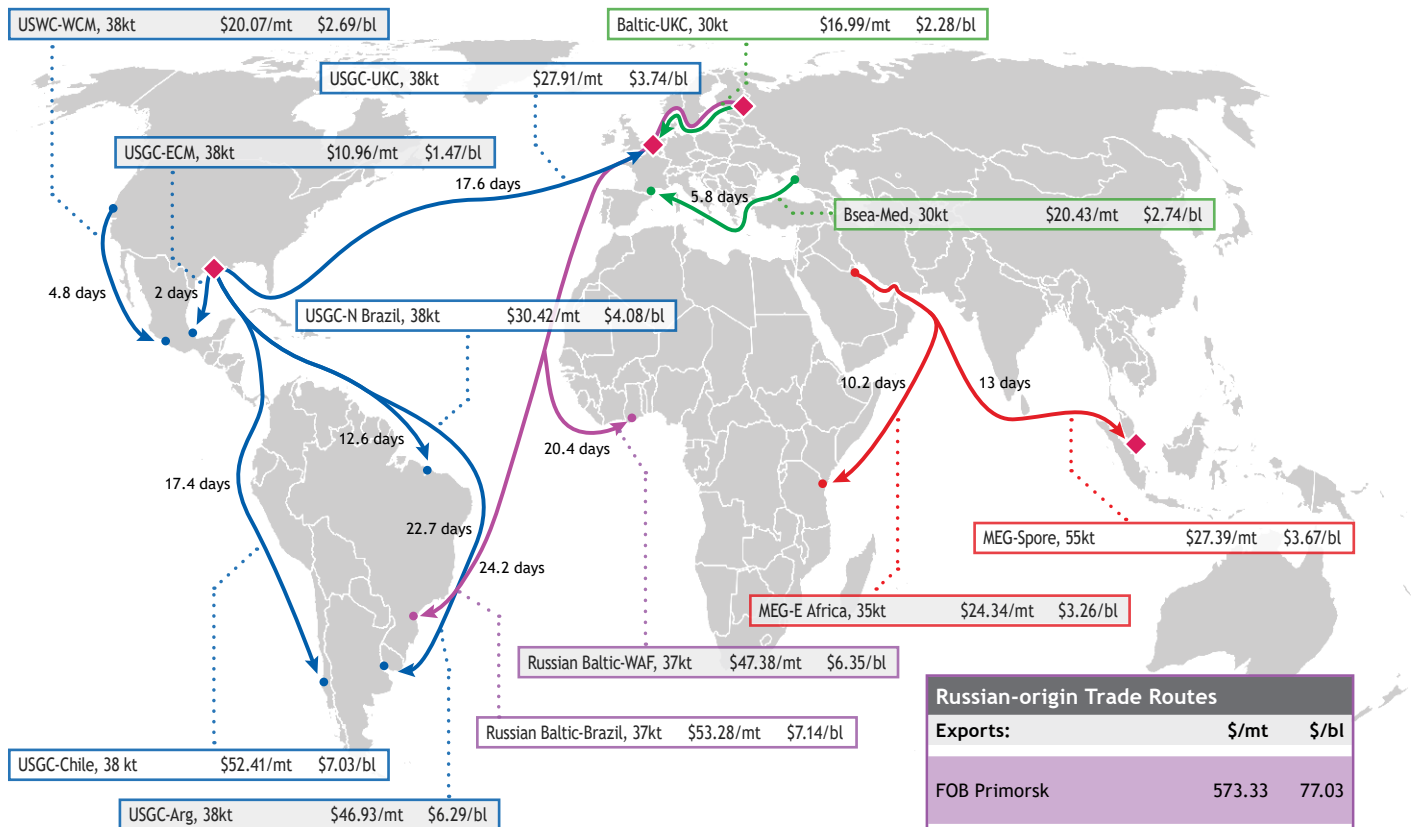 USWC-WCM, 38kt $20.07/mt $2.69/bl
Baltic-UKC, 30kt $16.99/mt $2.28/bl
USGC-UKC, 38kt $27.91/mt $3.74/bl
USGC-ECM, 38kt $10.96/mt $1.47/bl
17.6 days
5.8 days
Bsea-Med, 30kt $20.43/mt $2.74/bl
4.8 days
2 days
USGC-N Brazil, 38kt $30.42/mt $4.08/bl
10.2 days
13 days
12.6 days
20.4 days
17.4 days
22.7 days
24.2 days
MEG-Spore, 55kt $27.39/mt $3.67/bl
MEG-E Africa, 35kt $24.34/mt $3.26/bl
Russian Baltic-WAF, 37kt $47.38/mt $6.35/bl
Russian Baltic-Brazil, 37kt $53.28/mt $7.14/bl
USGC-Chile, 38 kt $52.41/mt $7.03/bl
USGC-Arg, 38kt $46.93/mt $6.29/bl
Russian-origin Trade Routes
Exports: $/mt $/bl
FOB Primorsk 573.33 77.03